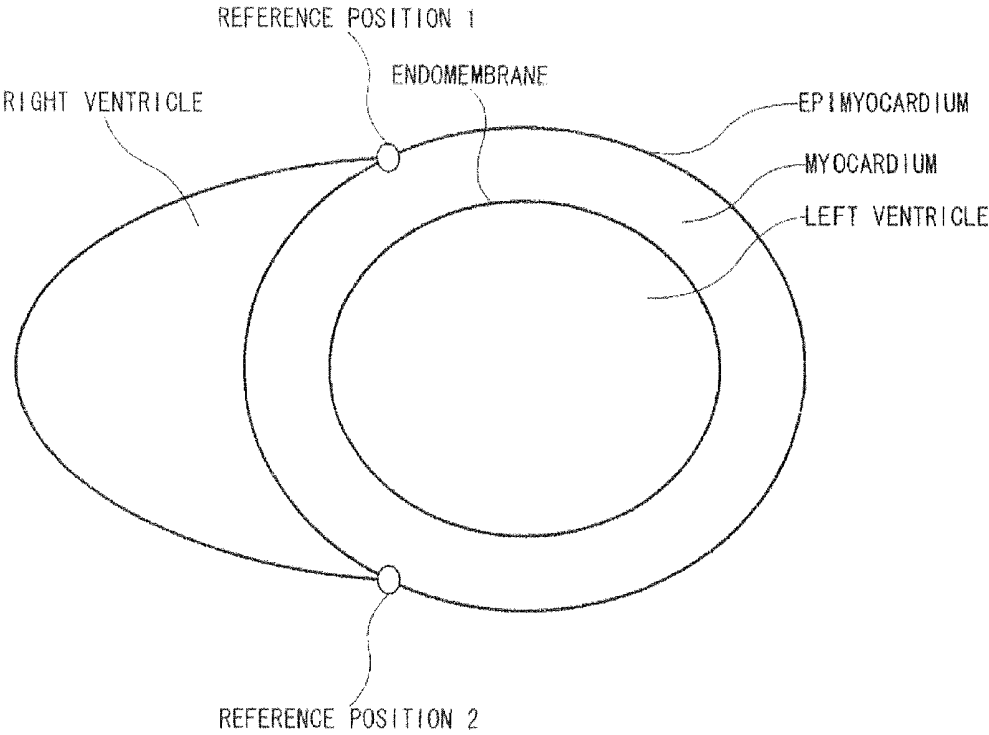 REFERENCE POSITION 1
ENDOMEMBRANE
RIGHT VENTRICLE
EPIMYOCARDIUM
MYOCARDIUM
LEFT VENTRICLE
REFERENCE POSITION 2